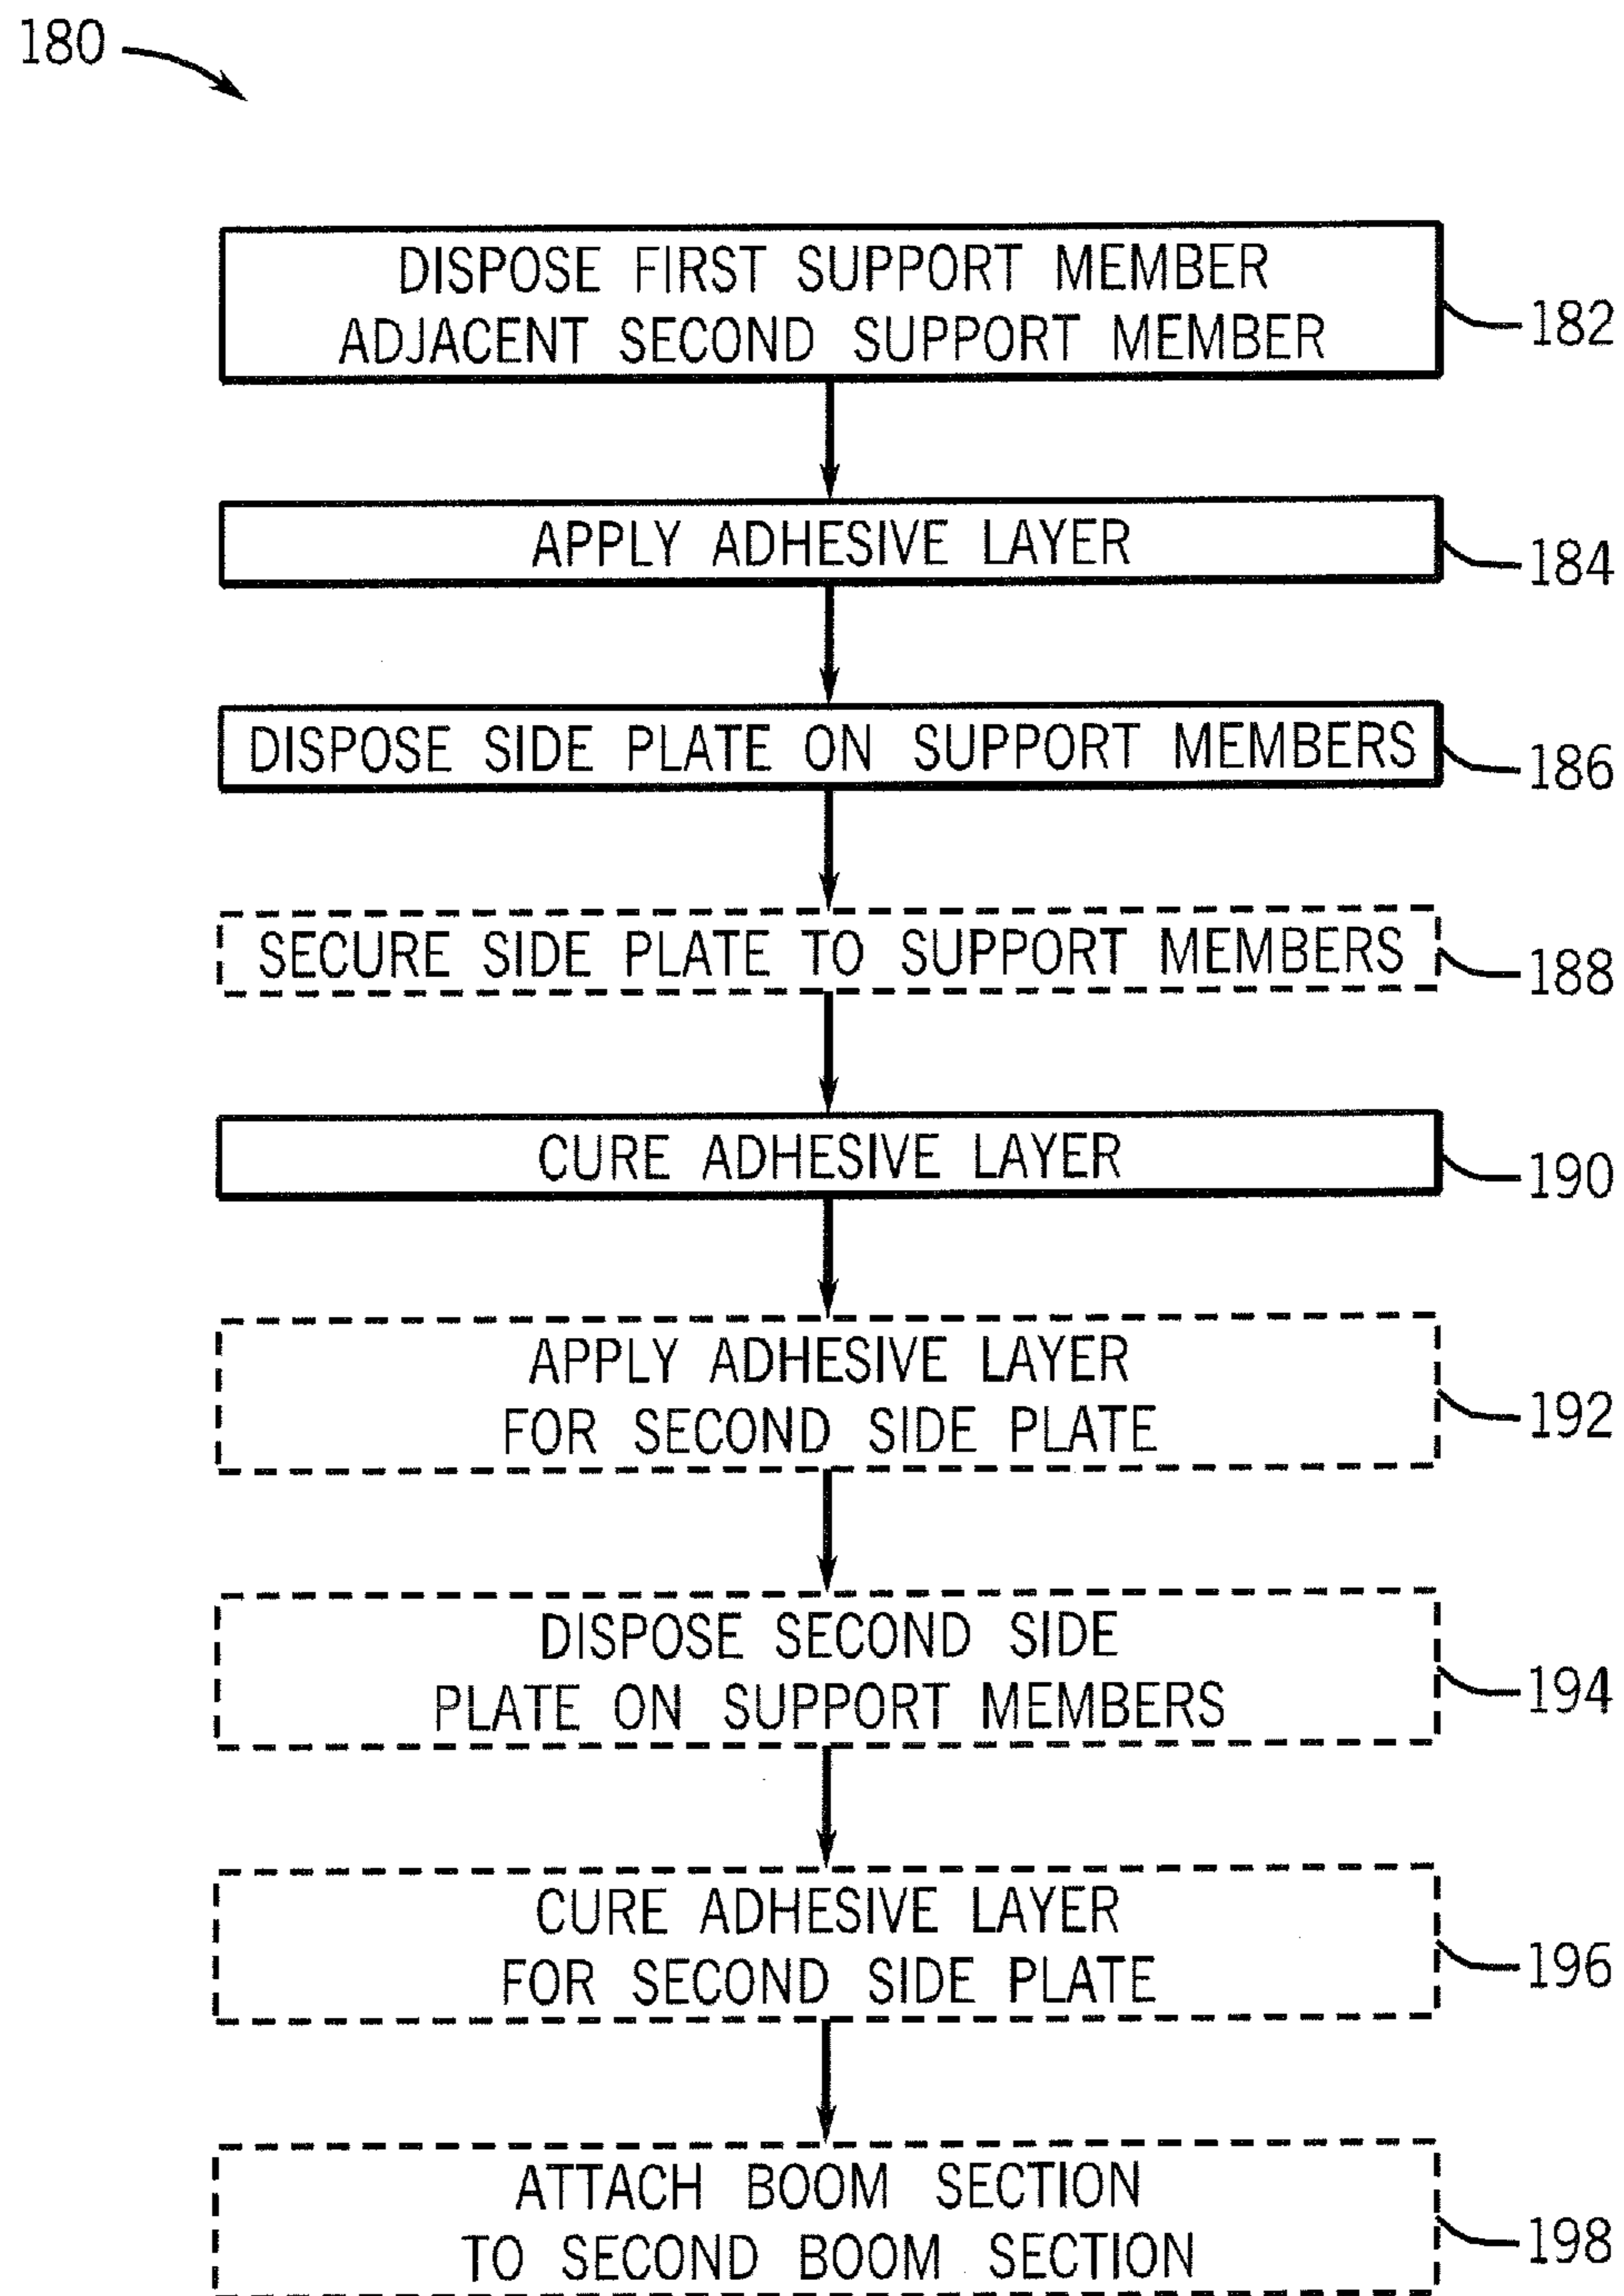 180
DISPOSE FIRST SUPPORT MEMBER
ADJACENT SECOND SUPPORT MEMBER
182
APPLY ADHESIVE LAYER
184
DISPOSE SIDE PLATE ON SUPPORT MEMBERS
186
SECURE SIDE PLATE TO SUPPORT MEMBERS
188
CURE ADHESIVE LAYER
190
APPLY ADHESIVE LAYER
FOR SECOND SIDE PLATE
192
DISPOSE SECOND SIDE
PLATE ON SUPPORT MEMBERS
194
CURE ADHESIVE LAYER
FOR SECOND SIDE PLATE
196
ATTACH BOOM SECTION
TO SECOND BOOM SECTION
198